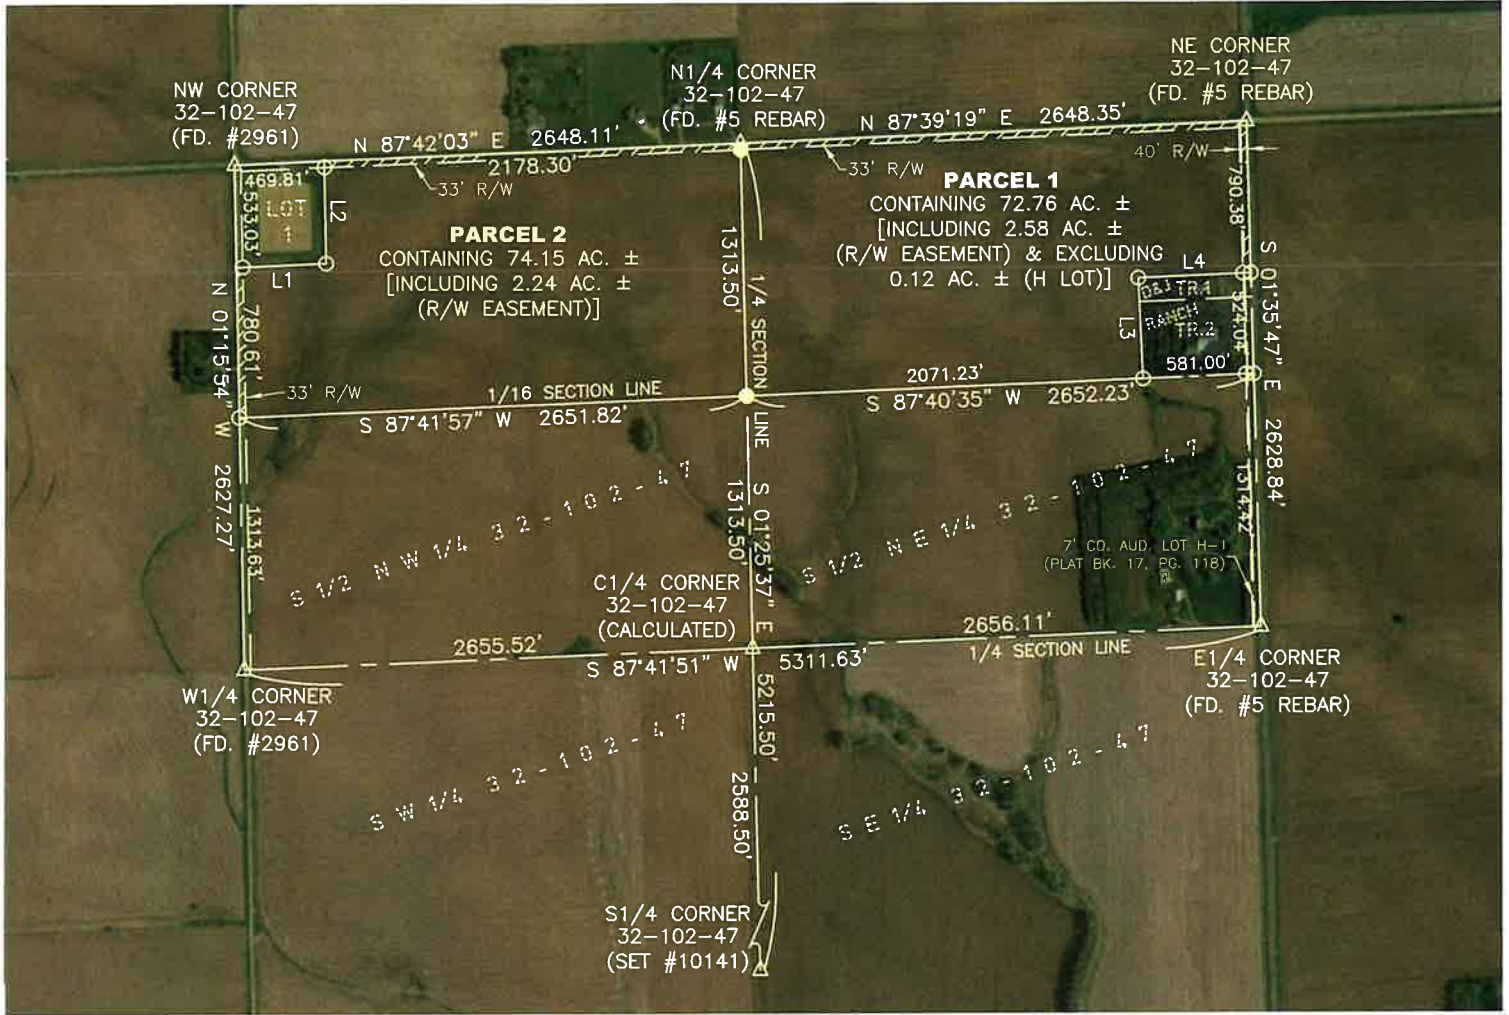 NW CORNER
32-102-47
(FD. #2961)
N1/4 CORNER
32-102-47
(FD. #5 REBAR)
NE CORNER
32-102-47
(FD. #5 REBAR)
N 87°42'03" E 2648.11'
2178.30'
33' R/W
N 87°39'19" E 2648.35'
33' R/W
40' R/W
469.81'
533.03'
LOT
1
L2
L1
PARCEL 2
CONTAINING 74.15 AC. ±
[INCLUDING 2.24 AC. ±
(R/W EASEMENT)]
1313.50'
1/4 SECTION LINE S 01°25'37" E 5215.50'
PARCEL 1
CONTAINING 72.76 AC. ±
[INCLUDING 2.58 AC. ±
(R/W EASEMENT) & EXCLUDING
0.12 AC. ± (H LOT)]
790.38'
L4
D&J TR.1
RANCH
TR.2
L3
524.04'
581.00'
S 01°35'47" E 2628.84'
N 01°15'54" W 2627.27'
780.61'
33' R/W
1/16 SECTION LINE
S 87°41'57" W 2651.82'
2071.23'
S 87°40'35" W 2652.23'
S 1/2 NW 1/4 32-102-47
1313.63'
1313.50'
S 1/2 NE 1/4 32-102-47
1314.42'
7' CO. AUD. LOT H-1
(PLAT BK. 17, PG. 118)
C1/4 CORNER
32-102-47
(CALCULATED)
2655.52'
S 87°41'51" W 5311.63'
2656.11'
1/4 SECTION LINE
W1/4 CORNER
32-102-47
(FD. #2961)
E1/4 CORNER
32-102-47
(FD. #5 REBAR)
SW 1/4 32-102-47
2588.50'
SE 1/4 32-102-47
S1/4 CORNER
32-102-47
(SET #10141)